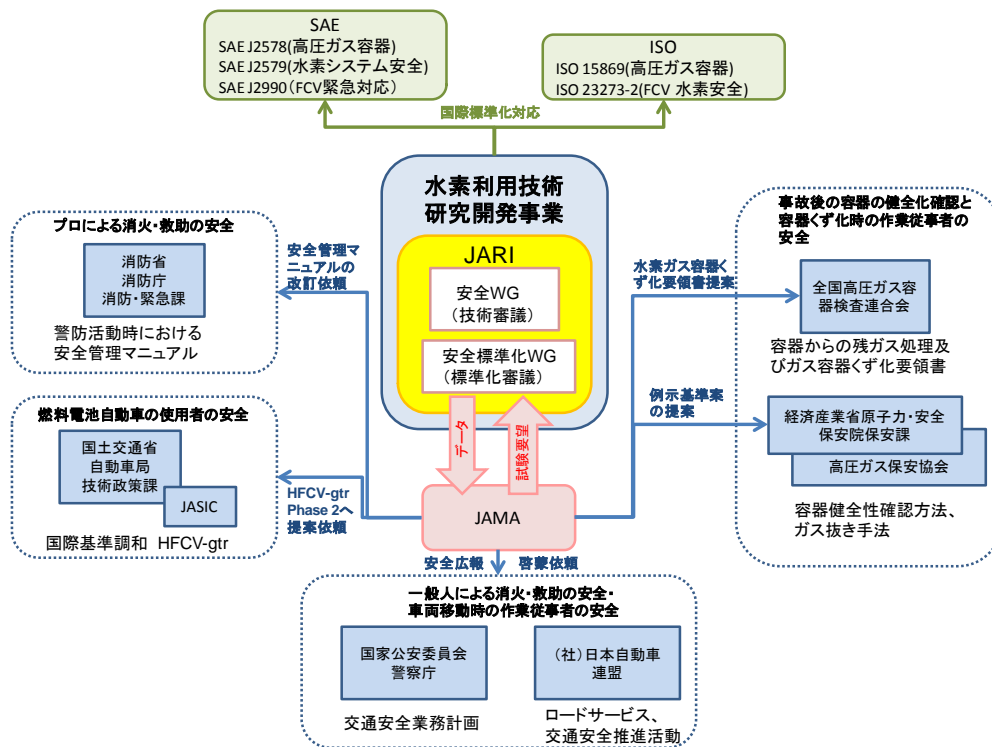 SAE
SAE J2578(高圧ガス容器)
SAE J2579(水素システム安全)
SAE J2990(FCV緊急対応)
ISO
ISO 15869(高圧ガス容器)
ISO 23273-2(FCV 水素安全)
国際標準化対応
水素利用技術
研究開発事業
JARI
安全WG
(技術審議)
安全標準化WG
(標準化審議)
データ
試験要望
JAMA
プロによる消火・救助の安全
消防省
消防庁
消防・緊急課
警防活動時における
安全管理マニュアル
安全管理マ
ニュアルの
改訂依頼
燃料電池自動車の使用者の安全
国土交通省
自動車局
技術政策課
JASIC
国際基準調和 HFCV-gtr
HFCV-gtr
Phase 2へ
提案依頼
事故後の容器の健全化確認と
容器くず化時の作業従事者の
安全
水素ガス容器く
ず化要領書提案
全国高圧ガス容
器検査連合会
容器からの残ガス処理及
びガス容器くず化要領書
例示基準案
の提案
経済産業省原子力・安全
保安院保安課
高圧ガス保安協会
容器健全性確認方法、
ガス抜き手法
安全広報
啓蒙依頼
一般人による消火・救助の安全・
車両移動時の作業従事者の安全
国家公安委員会
警察庁
交通安全業務計画
(社)日本自動車
連盟
ロードサービス、
交通安全推進活動